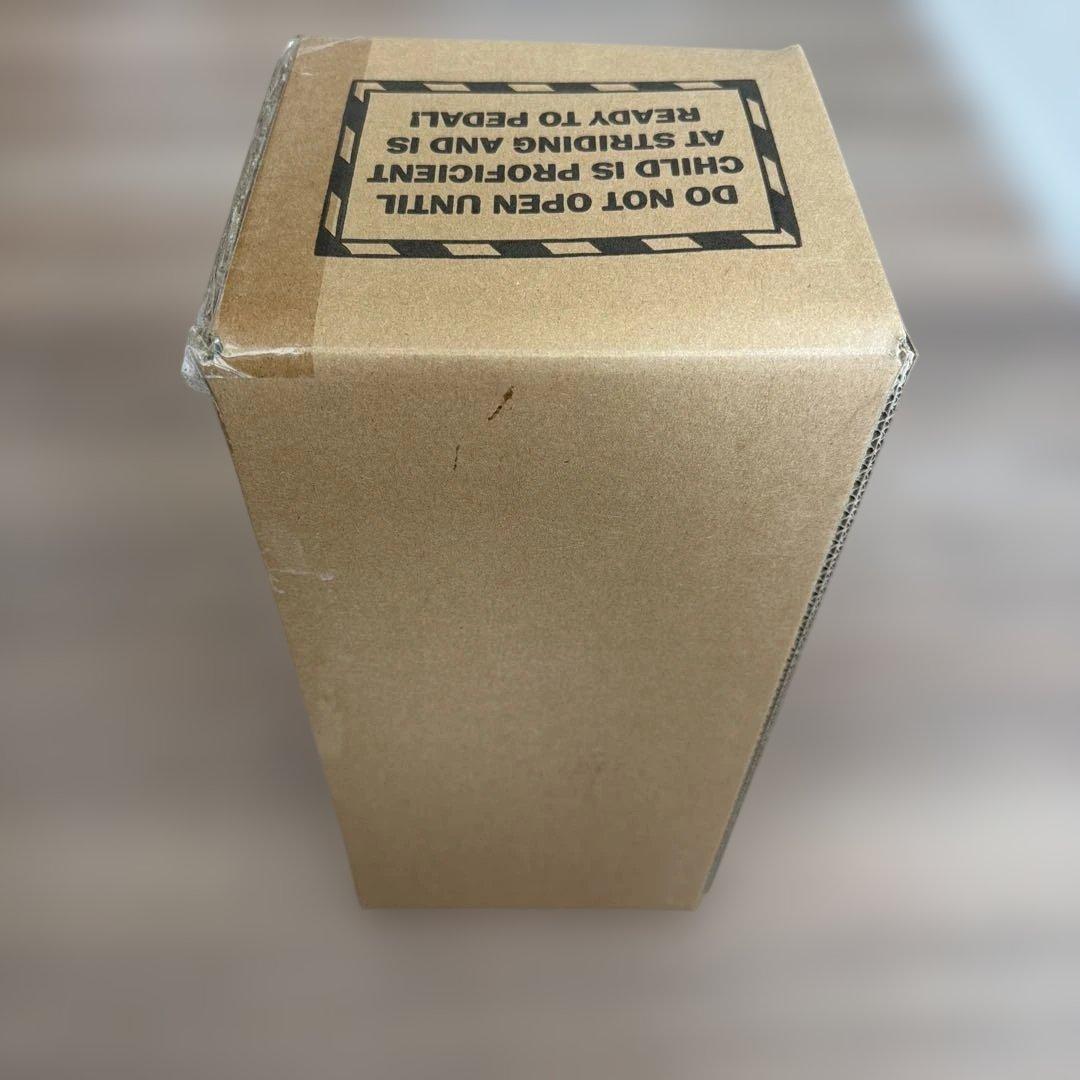 DO NOT OPEN UNTIL
CHILD IS PROFICIENT
AT STRIDING AND IS
READY TO PEDAL!